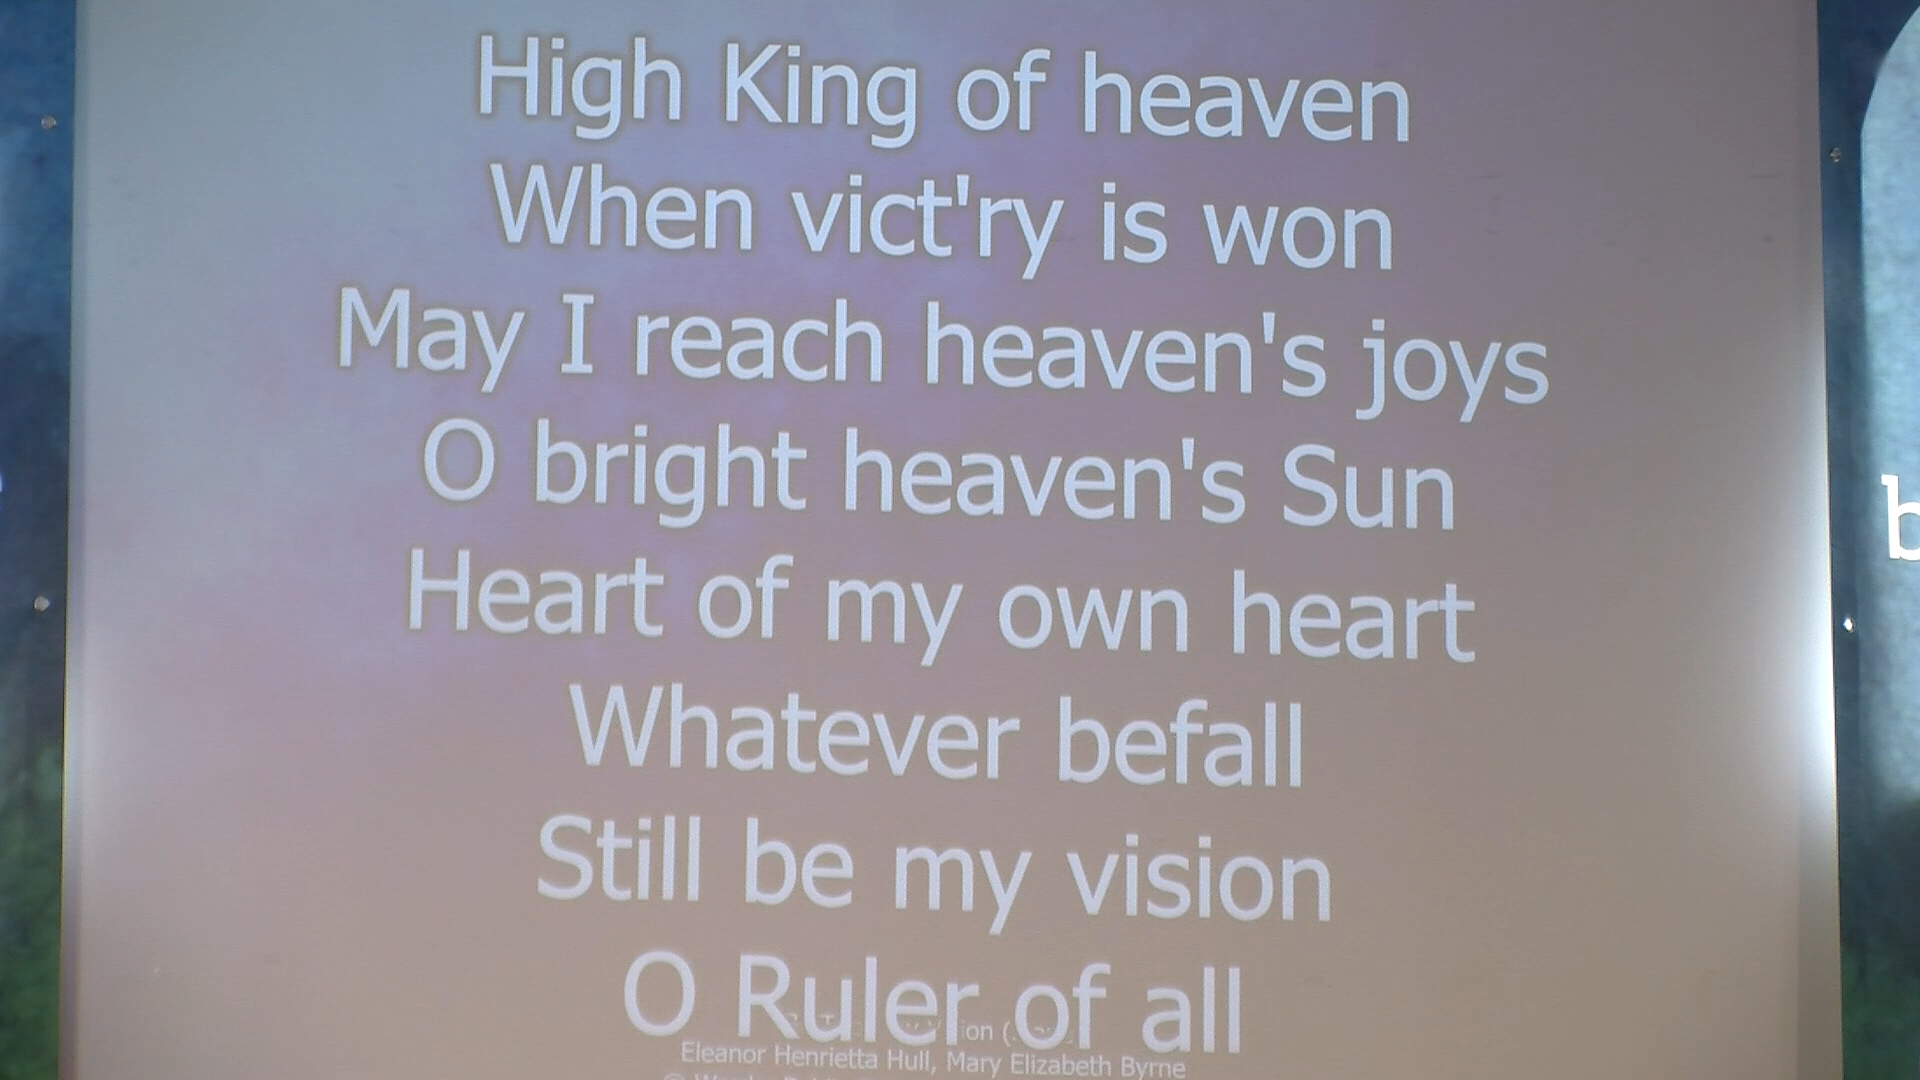 High King of heaven
When vict'ry is won
May I reach heaven's joys
O bright heaven's Sun
Heart of my own heart
Whatever befall
Still be my vision
O Ruler of all
Eleanor Henrietta Hull, Mary Elizabeth Byrne
b